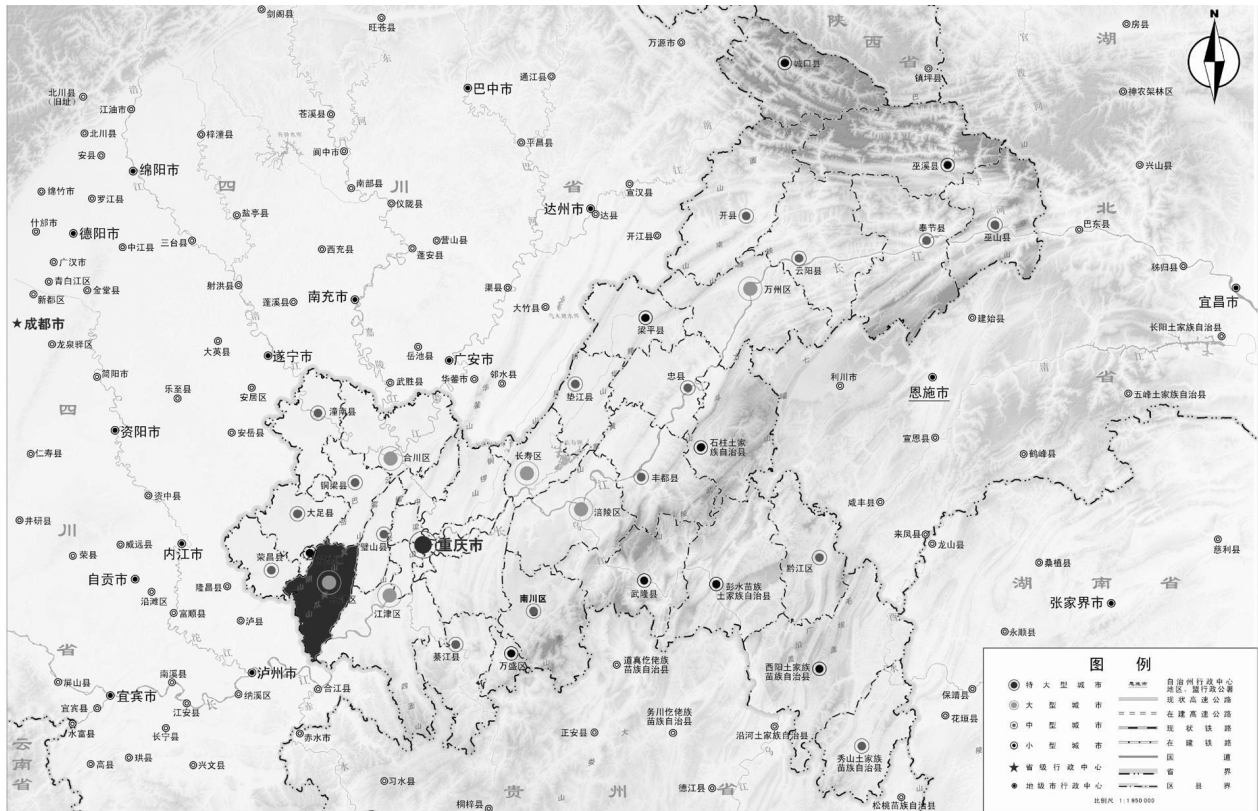 剑阁县
旺苍县
万源市
陕
西
省
房县
湖
N
城口县
镇坪县
北川县
(旧址)
江油市
通江县
巴中市
神农架林区
苍溪县
北川县
梓潼县
阆中市
平昌县
安县
绵阳市
巫溪县
兴山县
绵竹市
罗江县
四
川
省
南部县
仪陇县
宣汉县
达州市
达县
开县
北
什邡市
德阳市
盐亭县
中江县
三台县
西充县
营山县
蓬安县
开江县
奉节县
巫山县
巴东县
广汉市
云阳县
长
江
秭归县
青白江区
金堂县
新都区
射洪县
蓬溪县
南充市
渠县
大竹县
万州区
宜昌市
成都市
梁平县
建始县
长阳土家族自治县
龙泉驿区
大英县
遂宁市
岳池县
广安市
简阳市
乐至县
安居区
武胜县
华蓥市
邻水县
垫江县
忠县
利川市
恩施市
省
五峰土家族自治县
四
潼南县
资阳市
安岳县
石柱土家
族自治县
宣恩县
仁寿县
合川区
长寿区
丰都县
鹤峰县
铜梁县
资中县
咸丰县
井研县
川
大足县
涪陵区
来凤县
龙山县
荣县
威远县
内江市
荣昌县
璧山县
重庆市
黔江区
桑植县
慈利县
自贡市
隆昌县
沿滩区
富顺县
江津区
南川区
武隆县
彭水苗族
土家族自治县
湖
南
省
张家界市
泸县
永顺县
省
綦江县
万盛区
道真仡佬族
苗族自治县
酉阳土家族
苗族自治县
屏山县
南溪县
泸州市
宜宾市
纳溪区
合江县
保靖县
宜宾县
江安县
务川仡佬族
苗族自治县
花垣县
水富县
长宁县
赤水市
正安县
沿河土家族自治县
云
南
省
珙县
高县
兴文县
秀山土家族
苗族自治县
习水县
桐梓县
贵
州
省
德江县
松桃苗族自治县
图例
特大型城市
大型城市
中型城市
小型城市
省级行政中心
地级市行政中心
自治州行政中心
地区、盟行政公署
现状高速公路
在建高速公路
现状铁路
在建铁路
国道
省界
区县界
比例尺 1:1 950 000